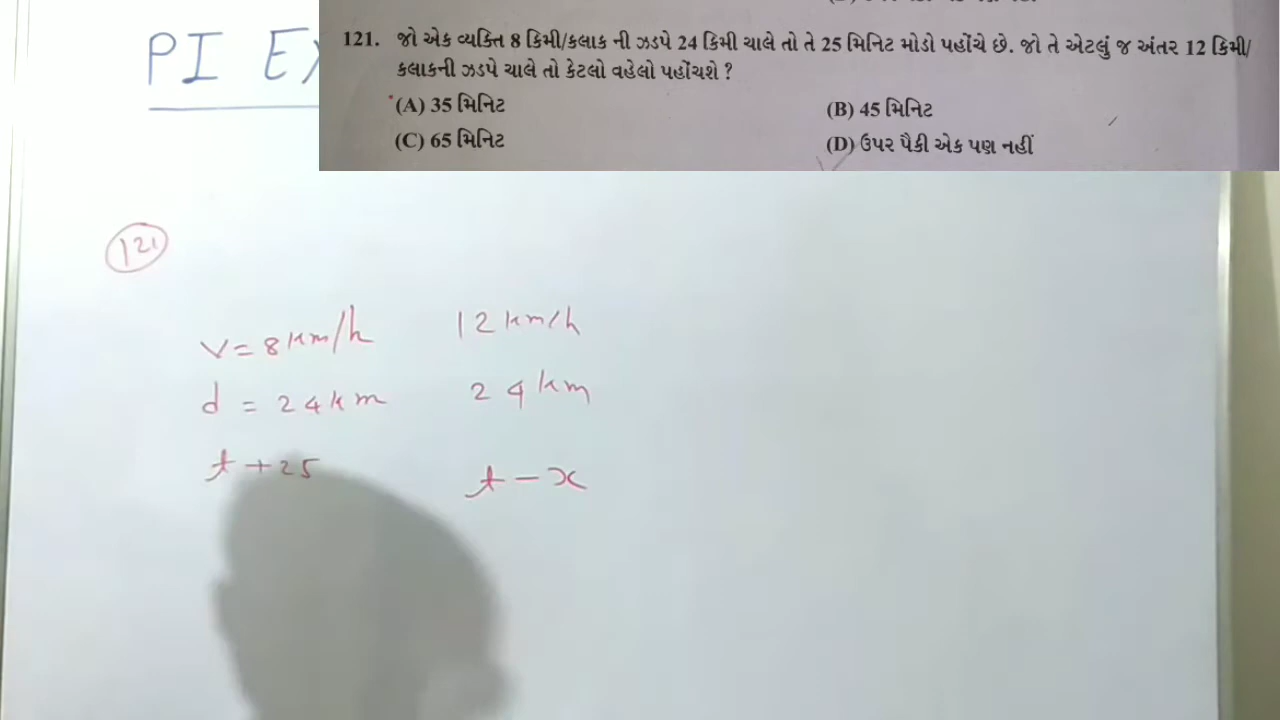 PI Ex
121. જો એક વ્યક્તિ 8 કિમી/કલાક ની ઝડપે 24 કિમી ચાલે તો તે 25 મિનિટ મોડો પહોંચે છે. જો તે એટલું જ અંતર 12 કિમી/
કલાકની ઝડપે ચાલે તો કેટલો વહેલો પહોંચશે ?
(A) 35 મિનિટ (B) 45 મિનિટ
(C) 65 મિનિટ (D) ઉપર પૈકી એક પણ નહીં
121
v = 8 km/h 12 km/h
d = 24 km 24 km
t + 25 t - x